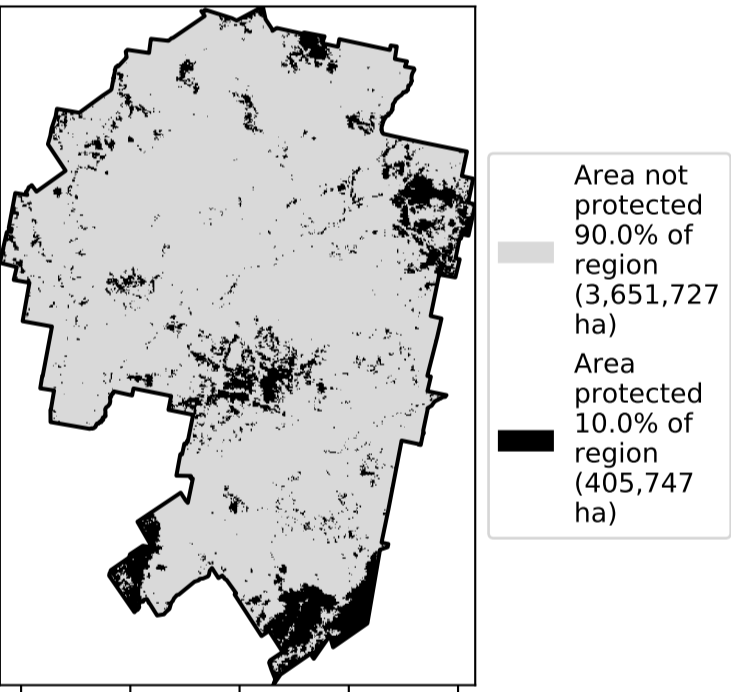 Area not
protected
90.0% of
region
(3,651,727
ha)
Area
protected
10.0% of
region
(405,747
ha)